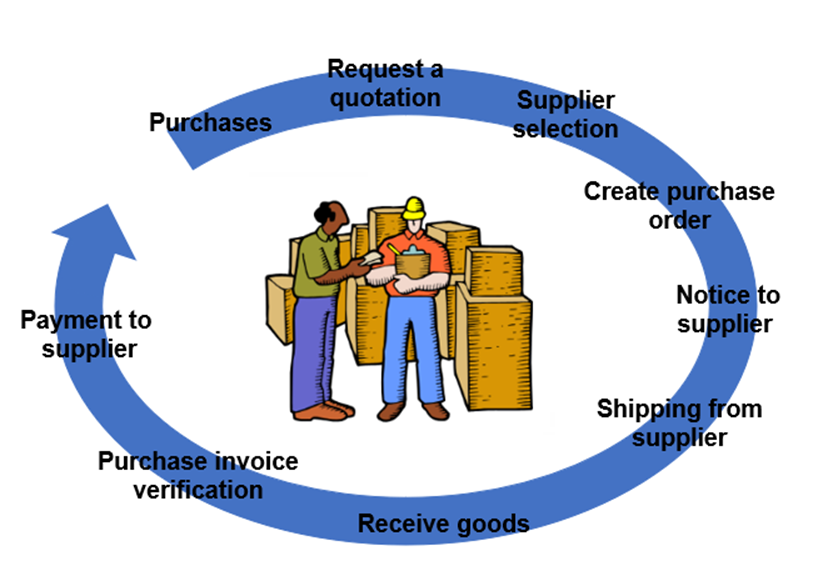 Purchases
Request a
quotation
Supplier
selection
Create purchase
order
Notice to
supplier
Shipping from
supplier
Receive goods
Purchase invoice
verification
Payment to
supplier